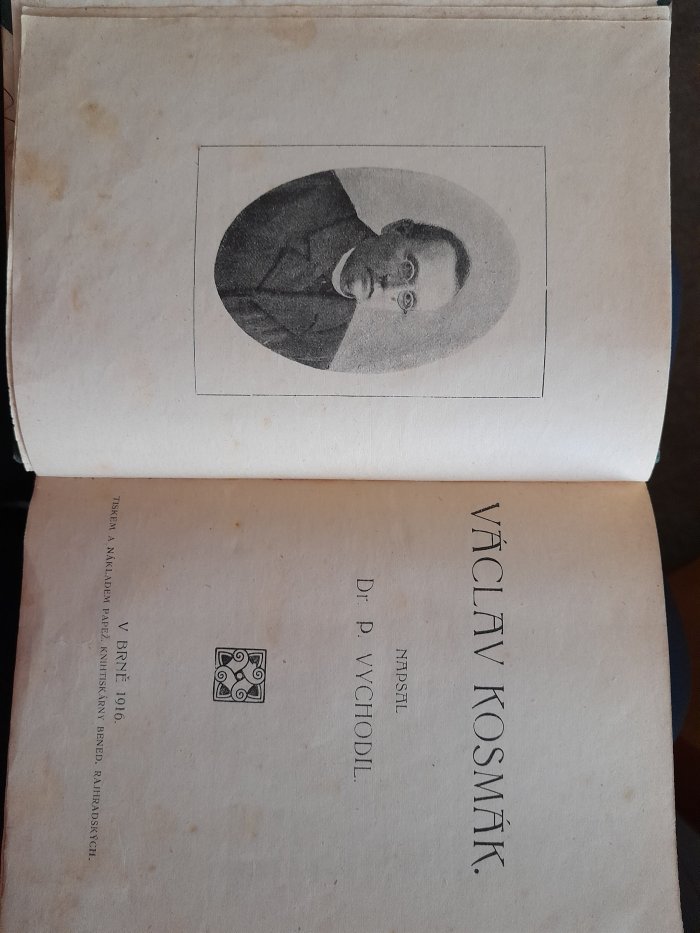 VÁCLAV KOSMÁK.
NAPSAL
Dr. P. VYCHODIL.
V BRNĚ 1916.
TISKEM A NÁKLADEM PAPEŽ. KNIHTISKÁRNY BENED. RAJHRADSKÝCH.